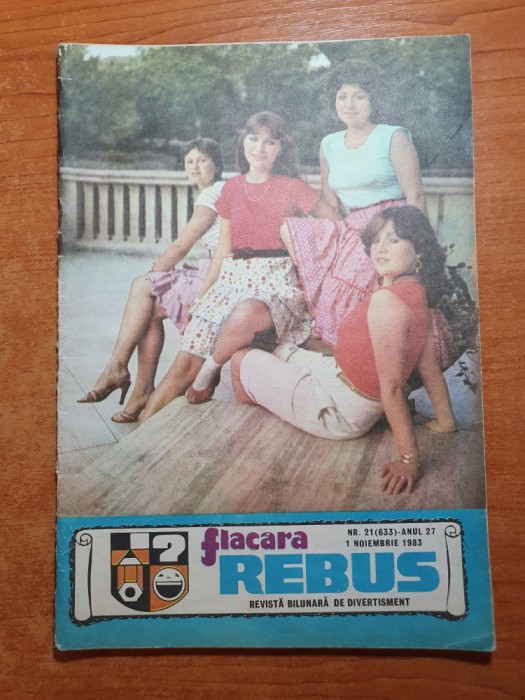 flacara
REBUS
NR. 21(633)-ANUL 27
1 NOIEMBRIE 1983
REVISTĂ BILUNARĂ DE DIVERTISMENT
?